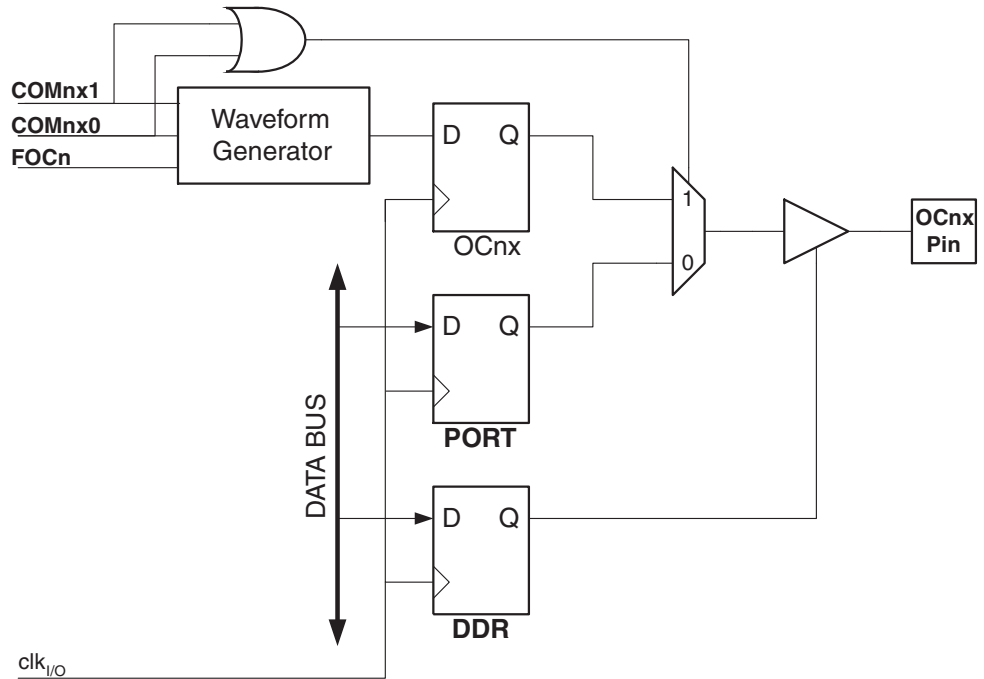 COMnx1
COMnx0
FOCn
Waveform
Generator
D Q
OCnx
1
0
OCnx
Pin
D Q
PORT
DATA BUS
D Q
DDR
clkI/O